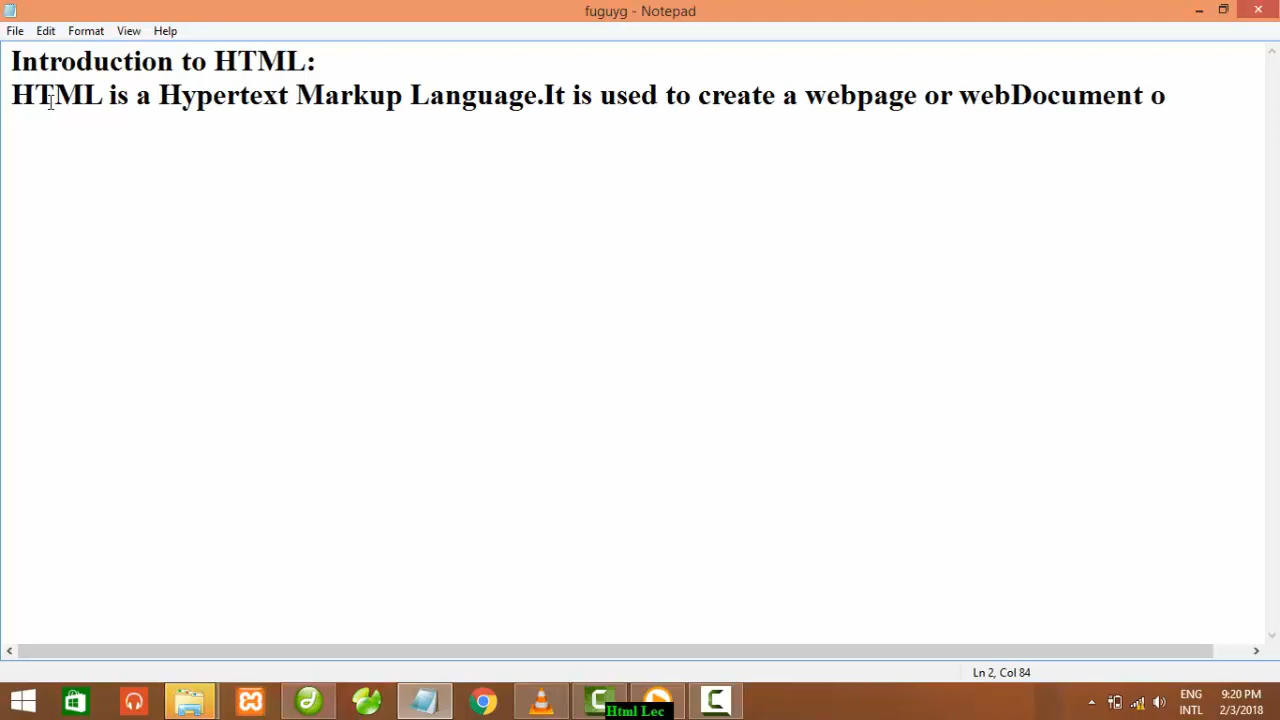 fuguyg - Notepad
File Edit Format View Help
Introduction to HTML:
HTML is a Hypertext Markup Language.It is used to create a webpage or webDocument o
Ln 2, Col 84
Html Lec
ENG 9:20 PM
INTL 2/3/2018